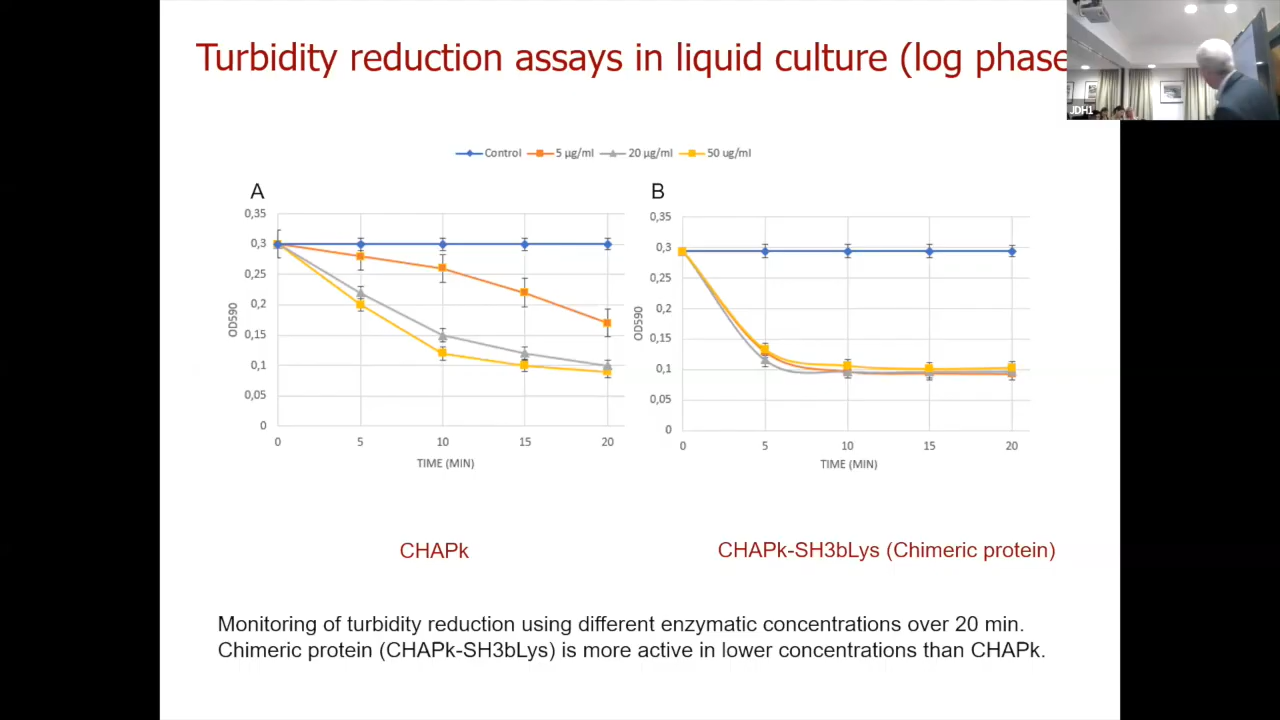 Turbidity reduction assays in liquid culture (log phase
JDH1
Control 5 µg/ml 20 µg/ml 50 ug/ml
A
0,35
0,3
0,25
0,2
0,15
0,1
0,05
0
OD590
0 5 10 15 20
TIME (MIN)
B
0,35
0,3
0,25
0,2
0,15
0,1
0,05
0
OD590
0 5 10 15 20
TIME (MIN)
CHAPk
CHAPk-SH3bLys (Chimeric protein)
Monitoring of turbidity reduction using different enzymatic concentrations over 20 min.
Chimeric protein (CHAPk-SH3bLys) is more active in lower concentrations than CHAPk.